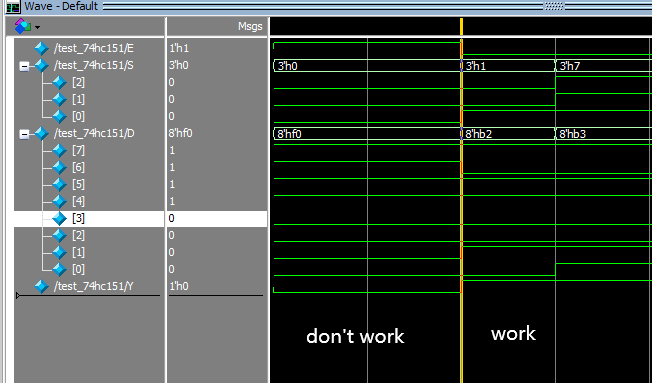 Wave - Default
Msgs
/test_74hc151/E 1'h1
/test_74hc151/S 3'h0 3'h0 3'h1 3'h7
[2] 0
[1] 0
[0] 0
/test_74hc151/D 8'hf0 8'hf0 8'hb2 8'hb3
[7] 1
[6] 1
[5] 1
[4] 1
[3] 0
[2] 0
[1] 0
[0] 0
/test_74hc151/Y 1'h0
don't work work